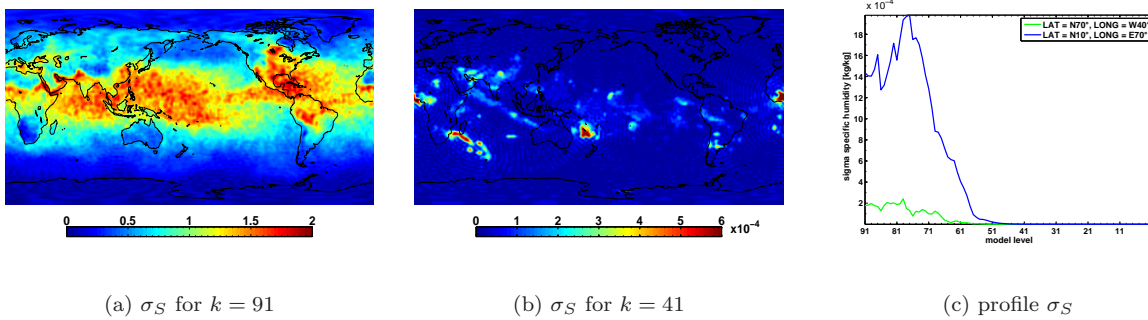 0 0.5 1 1.5 2
(a) σS for k = 91
0 1 2 3 4 5 6
x10⁻⁴
(b) σS for k = 41
x 10⁻⁴
LAT = N70°, LONG = W40°
LAT = N10°, LONG = E70°
sigma specific humidity [kg/kg]
18
16
14
12
10
8
6
4
2
91 81 71 61 51 41 31 21 11
model level
(c) profile σS